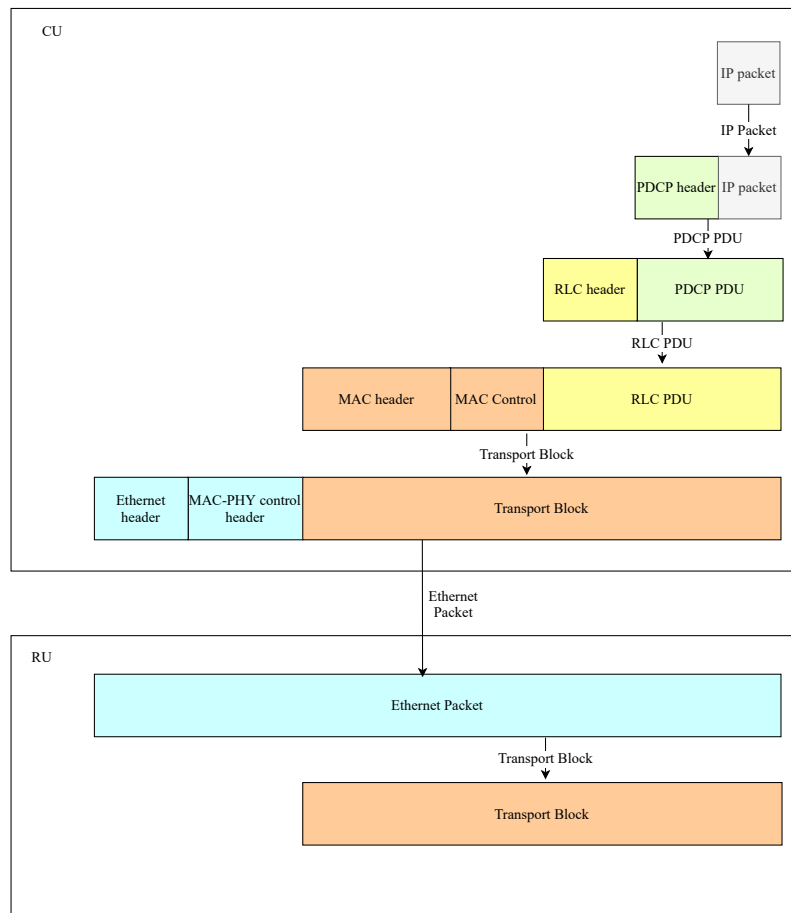 CU
IP packet
IP Packet
PDCP header
IP packet
PDCP PDU
RLC header
PDCP PDU
RLC PDU
MAC header
MAC Control
RLC PDU
Transport Block
Ethernet
header
MAC-PHY control
header
Transport Block
Ethernet
Packet
RU
Ethernet Packet
Transport Block
Transport Block